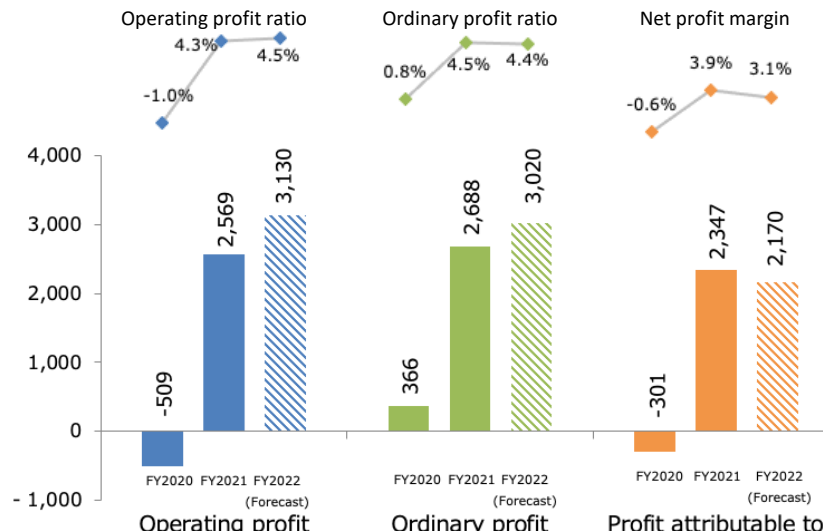 Operating profit ratio
Ordinary profit ratio
Net profit margin
-1.0%
4.3%
4.5%
0.8%
4.5%
4.4%
-0.6%
3.9%
3.1%
4,000
3,000
2,000
1,000
0
- 1,000
-509
2,569
3,130
366
2,688
3,020
-301
2,347
2,170
FY2020 FY2021 FY2022
(Forecast)
FY2020 FY2021 FY2022
(Forecast)
FY2020 FY2021 FY2022
(Forecast)
Operating profit
Ordinary profit
Profit attributable to